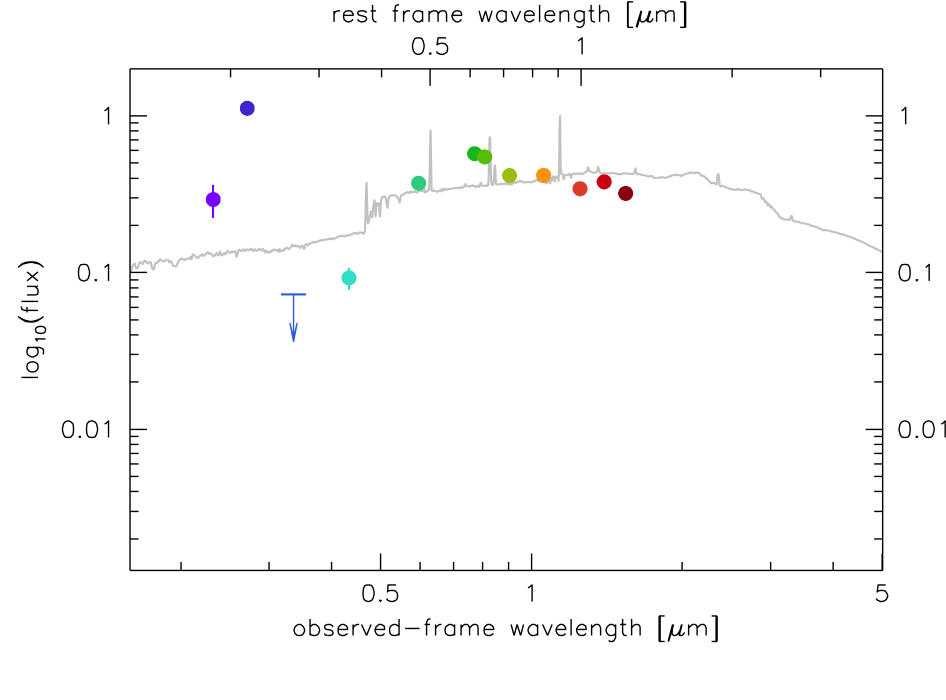 rest frame wavelength [μm]
0.5 1
1 1
0.1 0.1
0.01 0.01
log₁₀(flux)
0.5 1 5
observed-frame wavelength [μm]